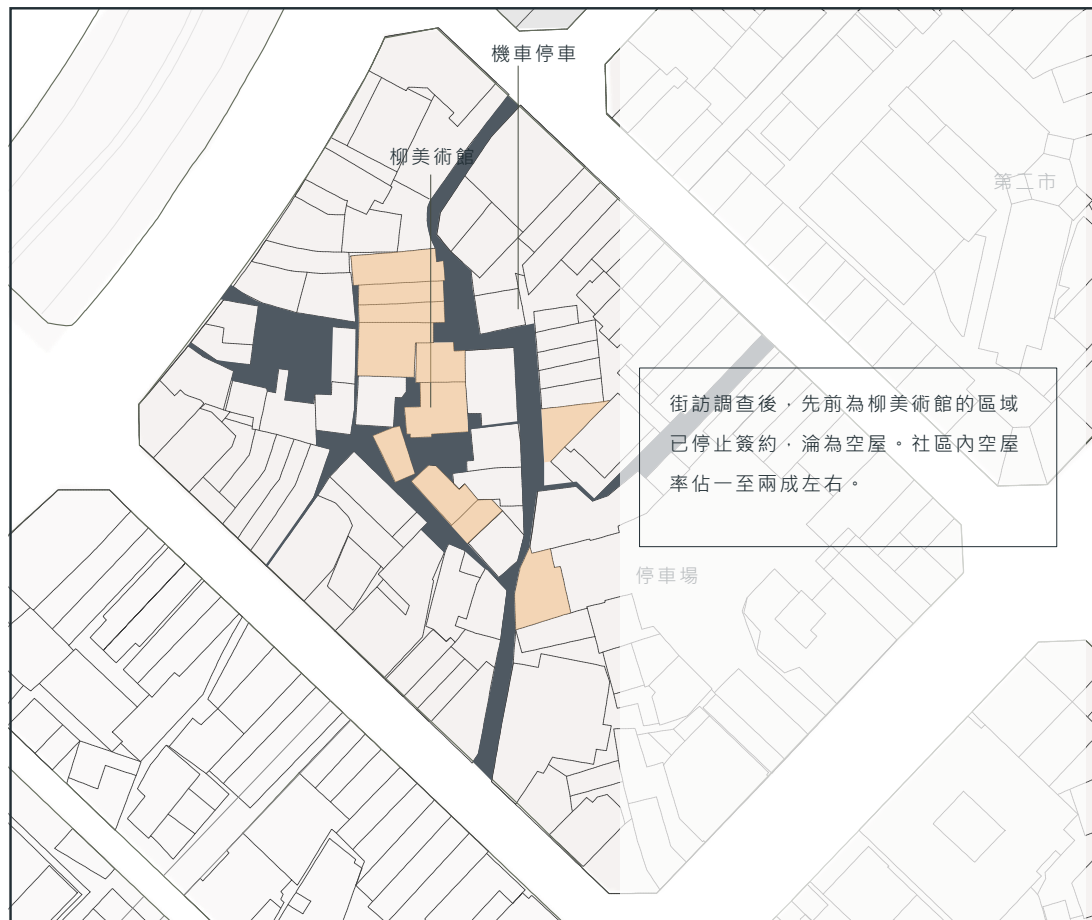 機車停車
柳美術館
第二市
街訪調查後，先前為柳美術館的區域
已停止簽約，淪為空屋。社區內空屋
率佔一至兩成左右。
停車場